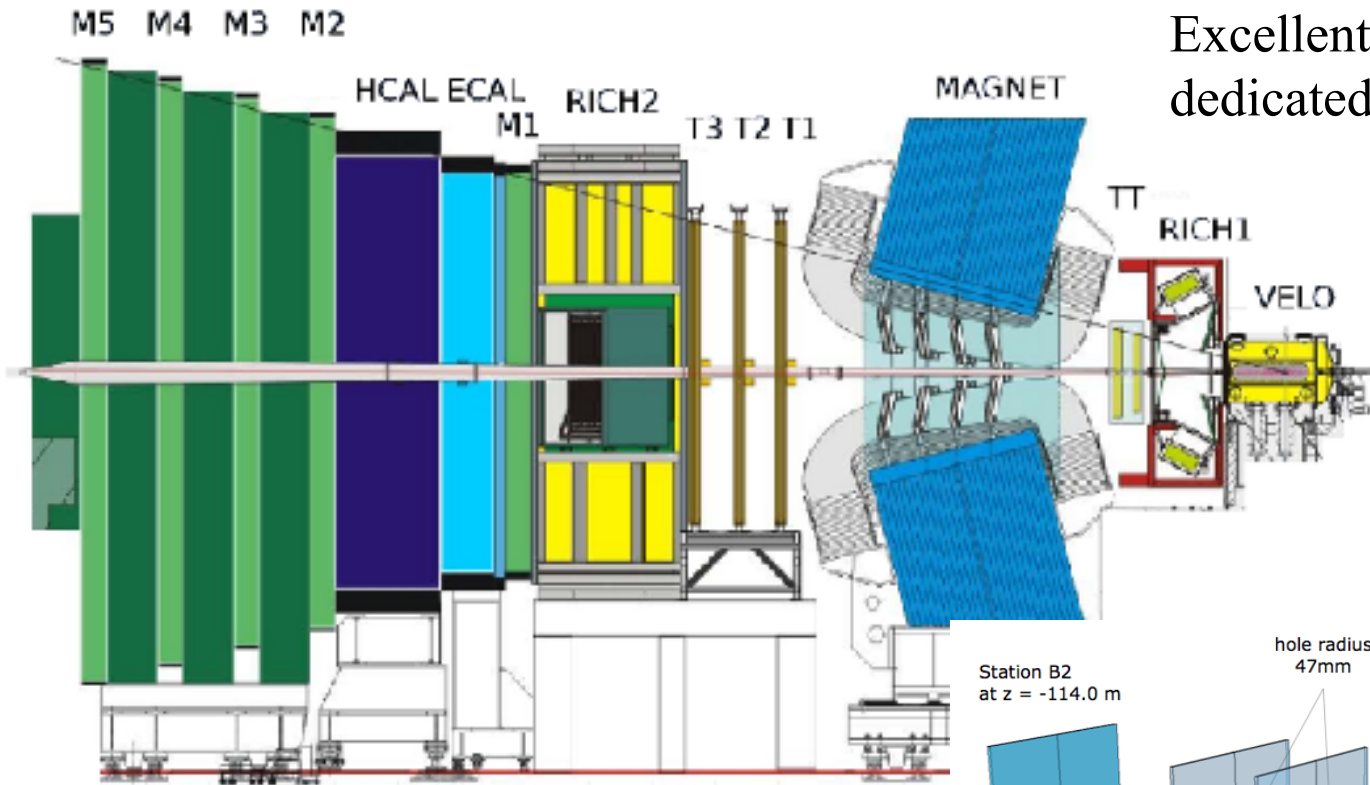 Excellent
dedicated
M5 M4 M3 M2
HCAL ECAL
M1
RICH2
T3 T2 T1
MAGNET
TT
RICH1
VELO
Station B2
at z = -114.0 m
hole radius
47mm